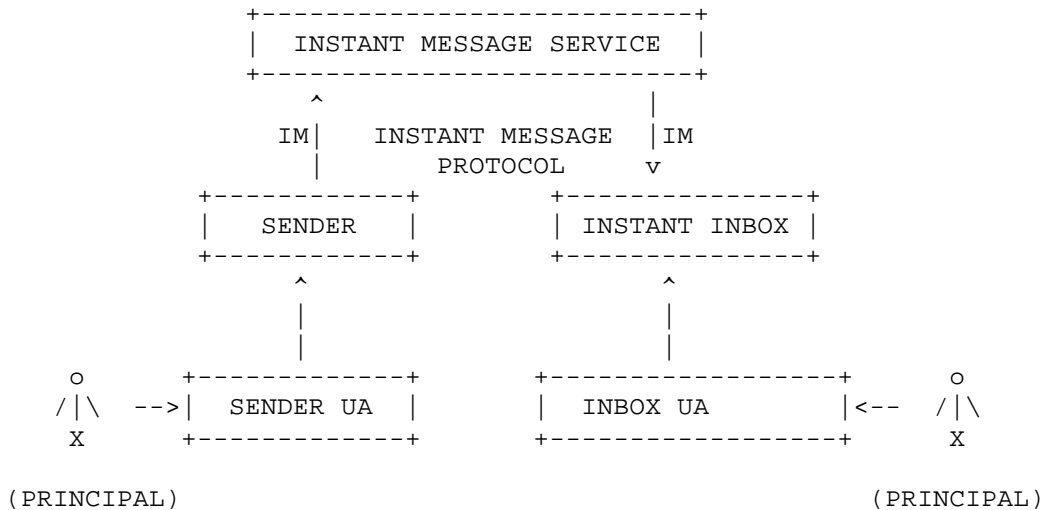 INSTANT MESSAGE SERVICE
IM INSTANT MESSAGE IM
PROTOCOL
SENDER INSTANT INBOX
SENDER UA INBOX UA
(PRINCIPAL) (PRINCIPAL)